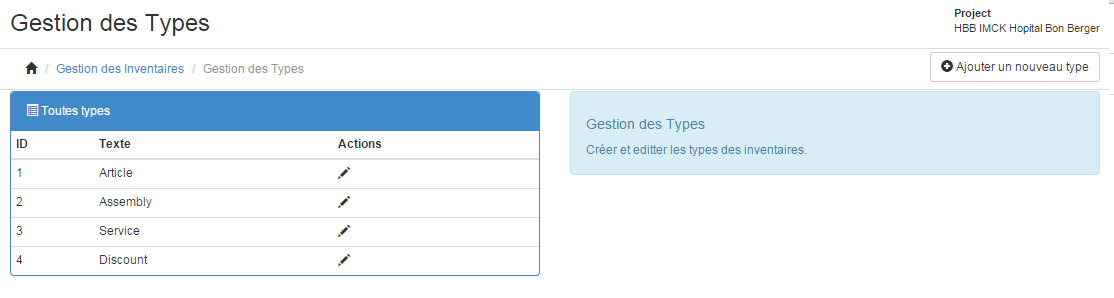 Gestion des Types
Project
HBB IMCK Hopital Bon Berger
/ Gestion des Inventaires / Gestion des Types
Ajouter un nouveau type
Toutes types
ID Texte Actions
1 Article
2 Assembly
3 Service
4 Discount
Gestion des Types
Créer et editter les types des inventaires.